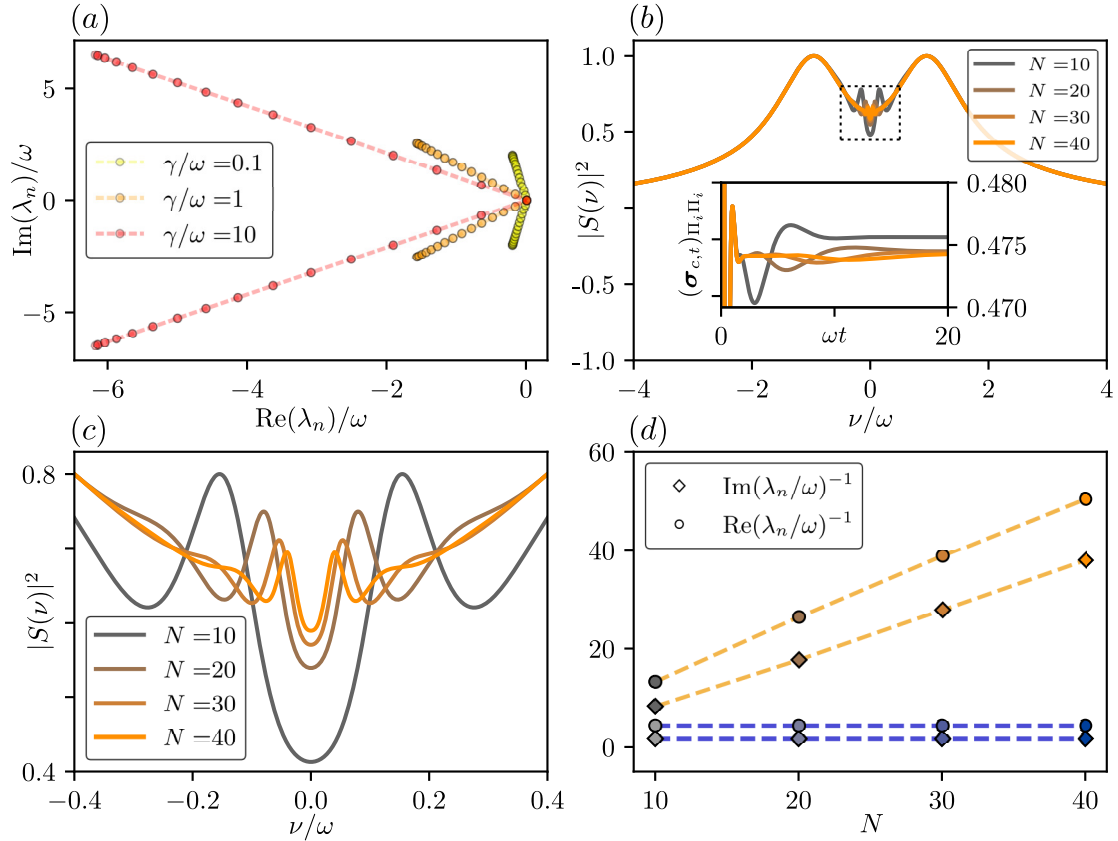 (a)
Im(λn)/ω
5
0
−5
γ/ω =0.1
γ/ω =1
γ/ω =10
−6
−4
−2
0
Re(λn)/ω
(b)
|S(ν)|²
1.0
0.5
0.0
-0.5
-1.0
N =10
N =20
N =30
N =40
(σc,t)ΠiΠi
0.480
0.475
0.470
0
20
ωt
−4
−2
0
2
4
ν/ω
(c)
|S(ν)|²
0.8
0.4
N =10
N =20
N =30
N −40
−0.4
−0.2
0.0
0.2
0.4
ν/ω
(d)
60
40
20
0
Im(λn/ω)−1
Re(λn/ω)−1
10
20
30
40
N